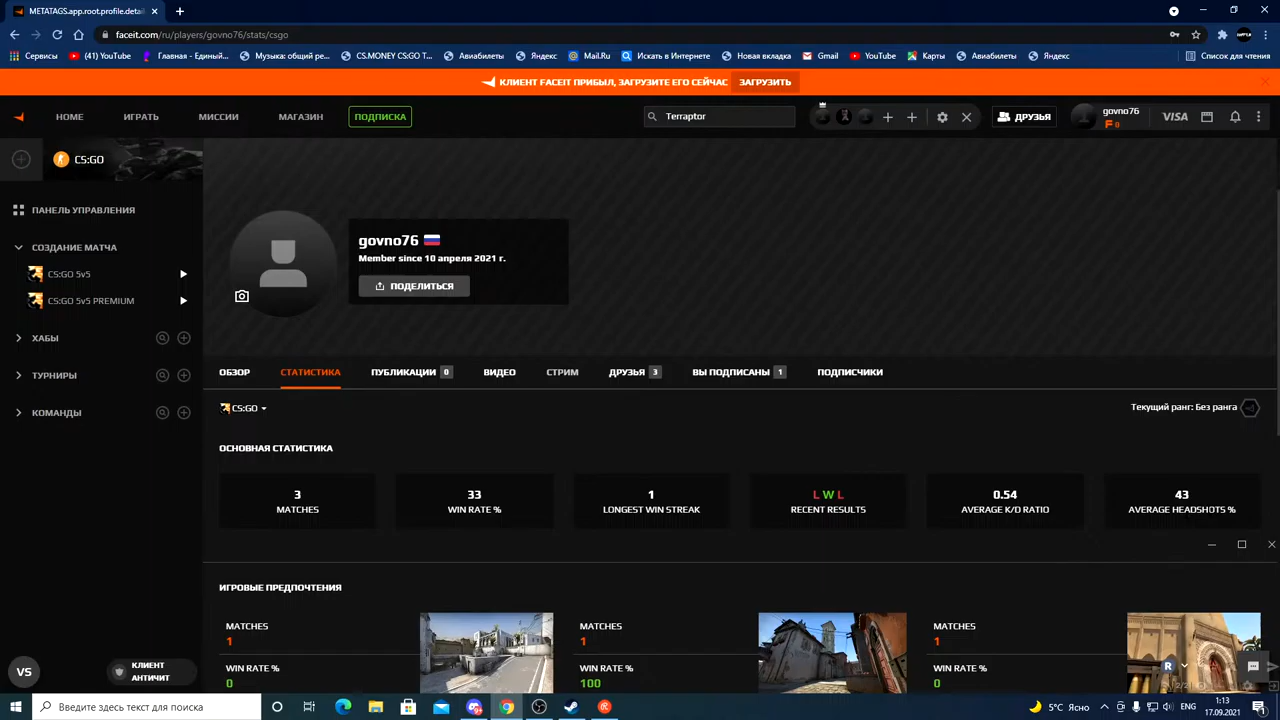 METATAGS.app.root.profile.detai
faceit.com/ru/players/govno76/stats/csgo
Сервисы (41) YouTube Главная - Единый... Музыка: общий ре... CS.MONEY CS:GO T... Авиабилеты Яндекс Mail.Ru Искать в Интернете Новая вкладка Gmail YouTube Карты Авиабилеты Яндекс Список для чтения
КЛИЕНТ FACEIT ПРИБЫЛ, ЗАГРУЗИТЕ ЕГО СЕЙЧАС ЗАГРУЗИТЬ
HOME ИГРАТЬ МИССИИ МАГАЗИН ПОДПИСКА Terraptor ДРУЗЬЯ govno76 VISA
F 0
CS:GO
ПАНЕЛЬ УПРАВЛЕНИЯ
СОЗДАНИЕ МАТЧА
CS:GO 5v5
CS:GO 5v5 PREMIUM
ХАБЫ
ТУРНИРЫ
КОМАНДЫ
VS
КЛИЕНТ
АНТИЧИТ
govno76
Member since 10 апреля 2021 г.
ПОДЕЛИТЬСЯ
ОБЗОР СТАТИСТИКА ПУБЛИКАЦИИ 0 ВИДЕО СТРИМ ДРУЗЬЯ 3 ВЫ ПОДПИСАНЫ 1 ПОДПИСЧИКИ
CS:GO Текущий ранг: Без ранга
ОСНОВНАЯ СТАТИСТИКА
3 33 1 L W L 0.54 43
MATCHES WIN RATE % LONGEST WIN STREAK RECENT RESULTS AVERAGE K/D RATIO AVERAGE HEADSHOTS %
ИГРОВЫЕ ПРЕДПОЧТЕНИЯ
MATCHES MATCHES MATCHES
1 1 1
WIN RATE % WIN RATE % WIN RATE %
0 100 0
R
Введите здесь текст для поиска 5°C Ясно ENG 1:13
17.09.2021